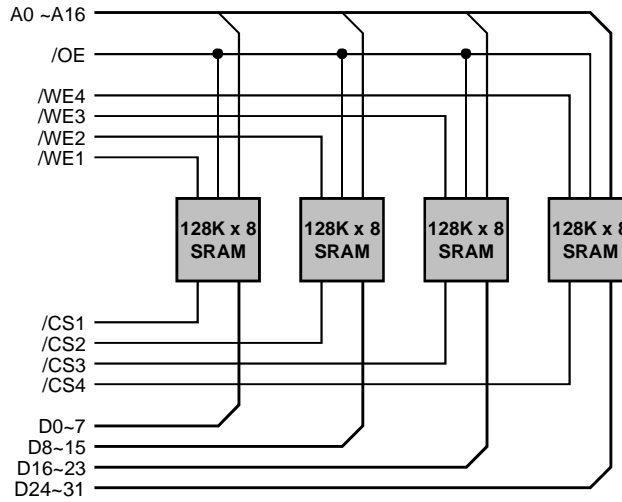 A0 ~A16
/OE
/WE4
/WE3
/WE2
/WE1
128K x 8
SRAM
128K x 8
SRAM
128K x 8
SRAM
128K x 8
SRAM
/CS1
/CS2
/CS3
/CS4
D0~7
D8~15
D16~23
D24~31